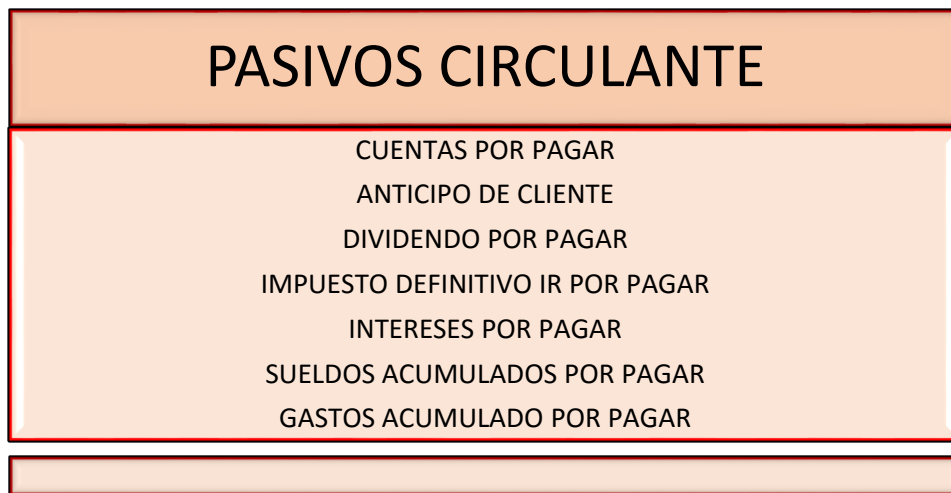 PASIVOS CIRCULANTE
CUENTAS POR PAGAR
ANTICIPO DE CLIENTE
DIVIDENDO POR PAGAR
IMPUESTO DEFINITIVO IR POR PAGAR
INTERESES POR PAGAR
SUELDOS ACUMULADOS POR PAGAR
GASTOS ACUMULADO POR PAGAR